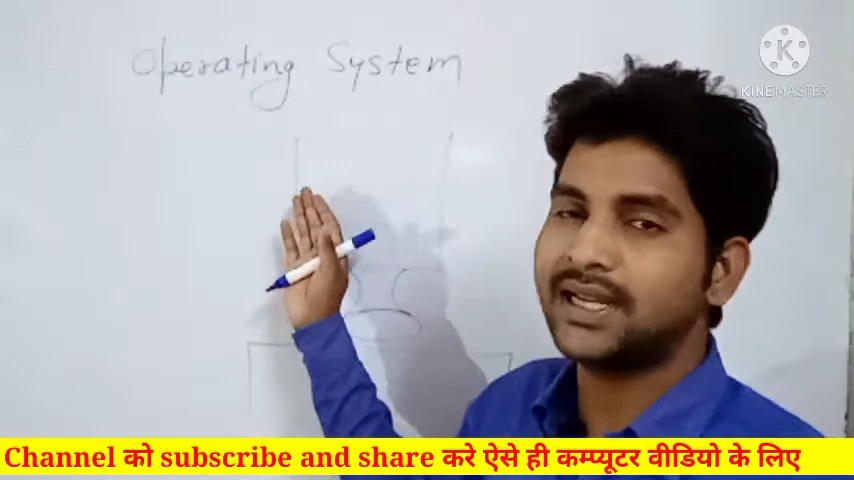 Operating System
KINEMASTER
Channel को subscribe and share करे ऐसे ही कम्प्यूटर वीडियो के लिए